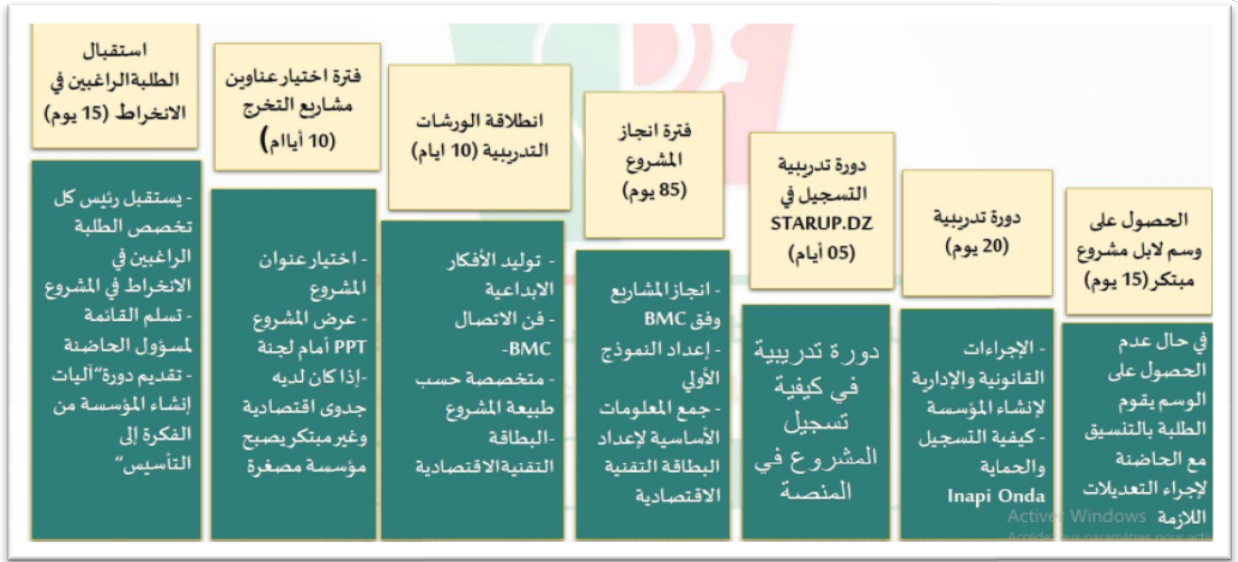 استقبال
الطلبةالراغبين في
الانخراط (15 يوم)
- يستقبل رئيس كل
تخصص الطلبة
الراغبين في
الانخراط في المشروع
- تسلم القائمة
لمسؤول الحاضنة
- تقديم دورة"آليات
إنشاء المؤسسة من
الفكرة إلى
التأسيس"
فترة اختيار عناوين
مشاريع التخرج
(10 أياام)
- اختيار عنوان
المشروع
- عرض المشروع
PPT أمام لجنة
-إذا كان لديه
جدوى اقتصادية
وغير مبتكر يصبح
مؤسسة مصغرة
انطلاقة الورشات
التدريبية (10 ايام)
- توليد الأفكار
الابداعية
- فن الاتصال
-BMC
- متخصصة حسب
طبيعة المشروع
-البطاقة
التقنية الاقتصادية
فترة انجاز
المشروع
(85 يوم)
- انجاز المشاريع
وفق BMC
- إعداد النموذج
الأولي
- جمع المعلومات
الأساسية لإعداد
البطاقة التقنية
الاقتصادية
دورة تدريبية
التسجيل في
STARUP.DZ
(05 أيام)
دورة تدريبية
في كيفية
تسجيل
المشروع في
المنصة
دورة تدريبية
(20 يوم)
- الإجراءات
القانونية والإدارية
لإنشاء المؤسسة
- كيفية التسجيل
والحماية
Inapi Onda
الحصول على
وسم لابل مشروع
مبتكر (15 يوم)
في حال عدم
الحصول على
الوسم يقوم
الطلبة بالتنسيق
مع الحاضنة
لإجراء التعديلات
اللازمة
Activer Windows